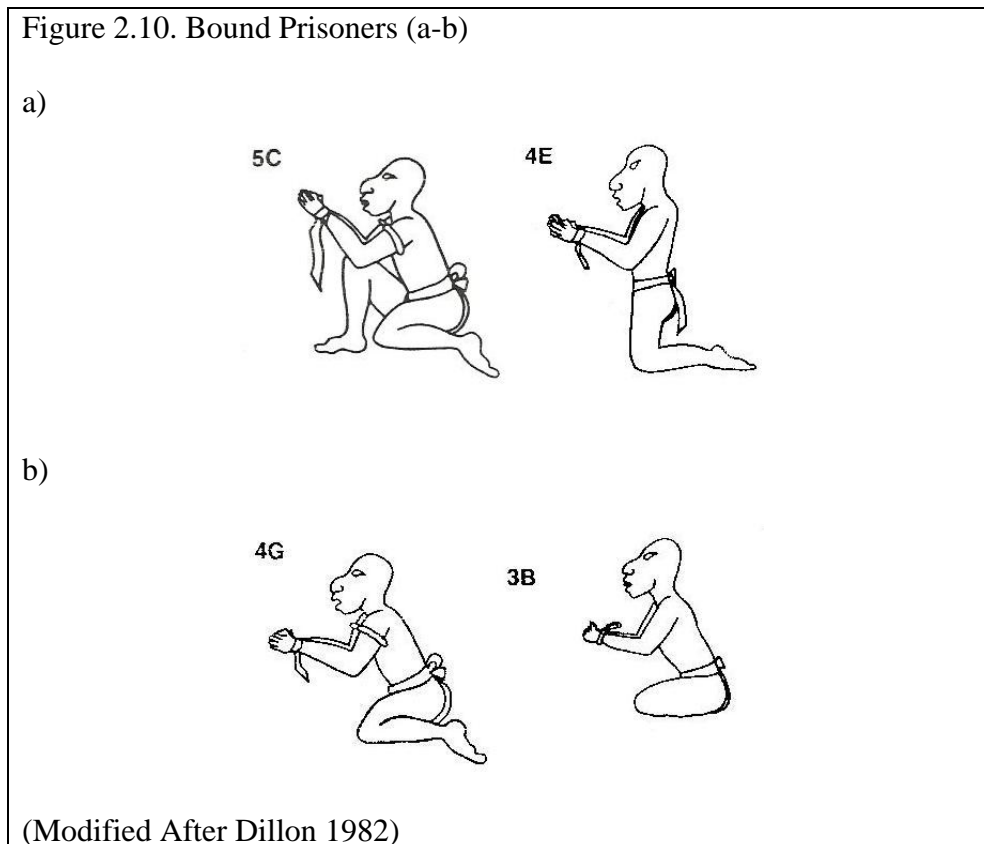 Figure 2.10. Bound Prisoners (a-b)
a)
5C 4E
b)
4G 3B
(Modified After Dillon 1982)